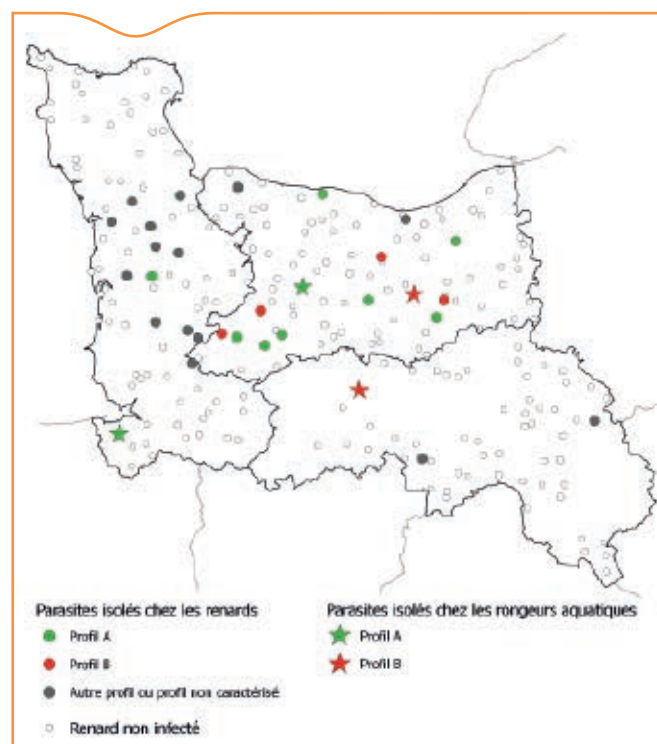 Parasites isolés chez les renards
Profil A
Profil B
Autre profil ou profil non caractérisé
Renard non infecté
Parasites isolés chez les rongeurs aquatiques
Profil A
Profil B